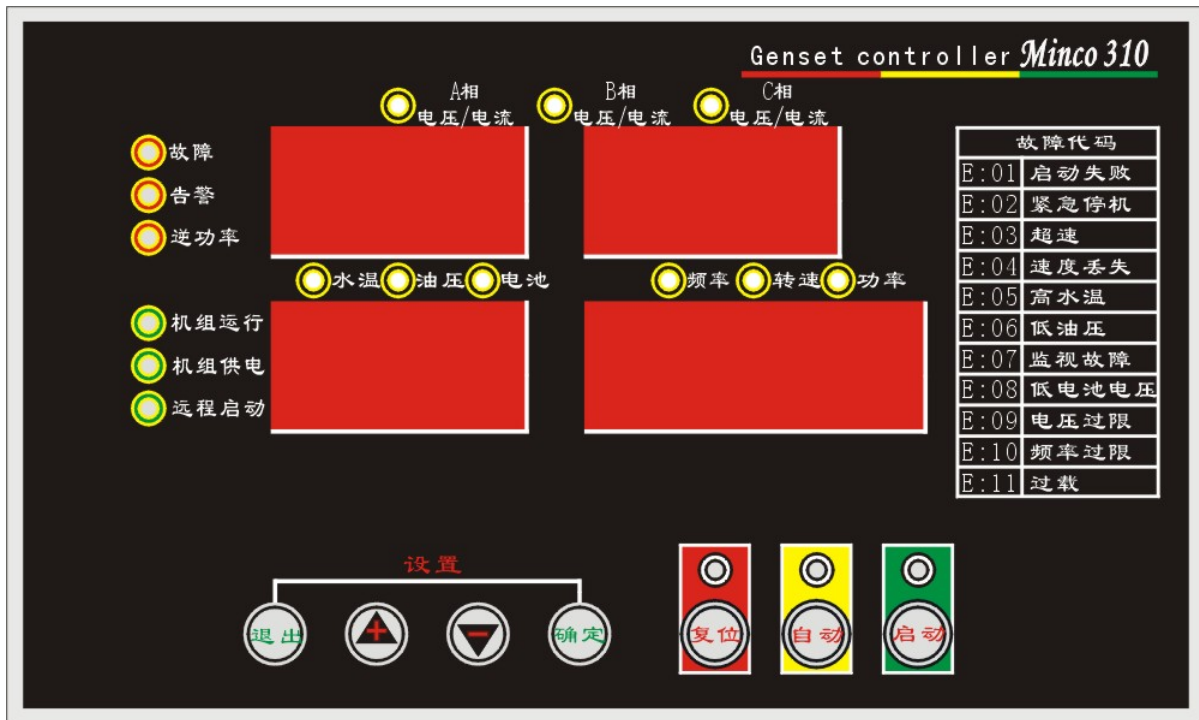 Genset controller Minco 310
A相
电压/电流
B相
电压/电流
C相
电压/电流
故障
告警
逆功率
水温
油压
电池
频率
转速
功率
机组运行
机组供电
远程启动
故障代码
E:01 启动失败
E:02 紧急停机
E:03 超速
E:04 速度丢失
E:05 高水温
E:06 低油压
E:07 监视故障
E:08 低电池电压
E:09 电压过限
E:10 频率过限
E:11 过载
设置
退出
+
-
确定
复位
自动
启动